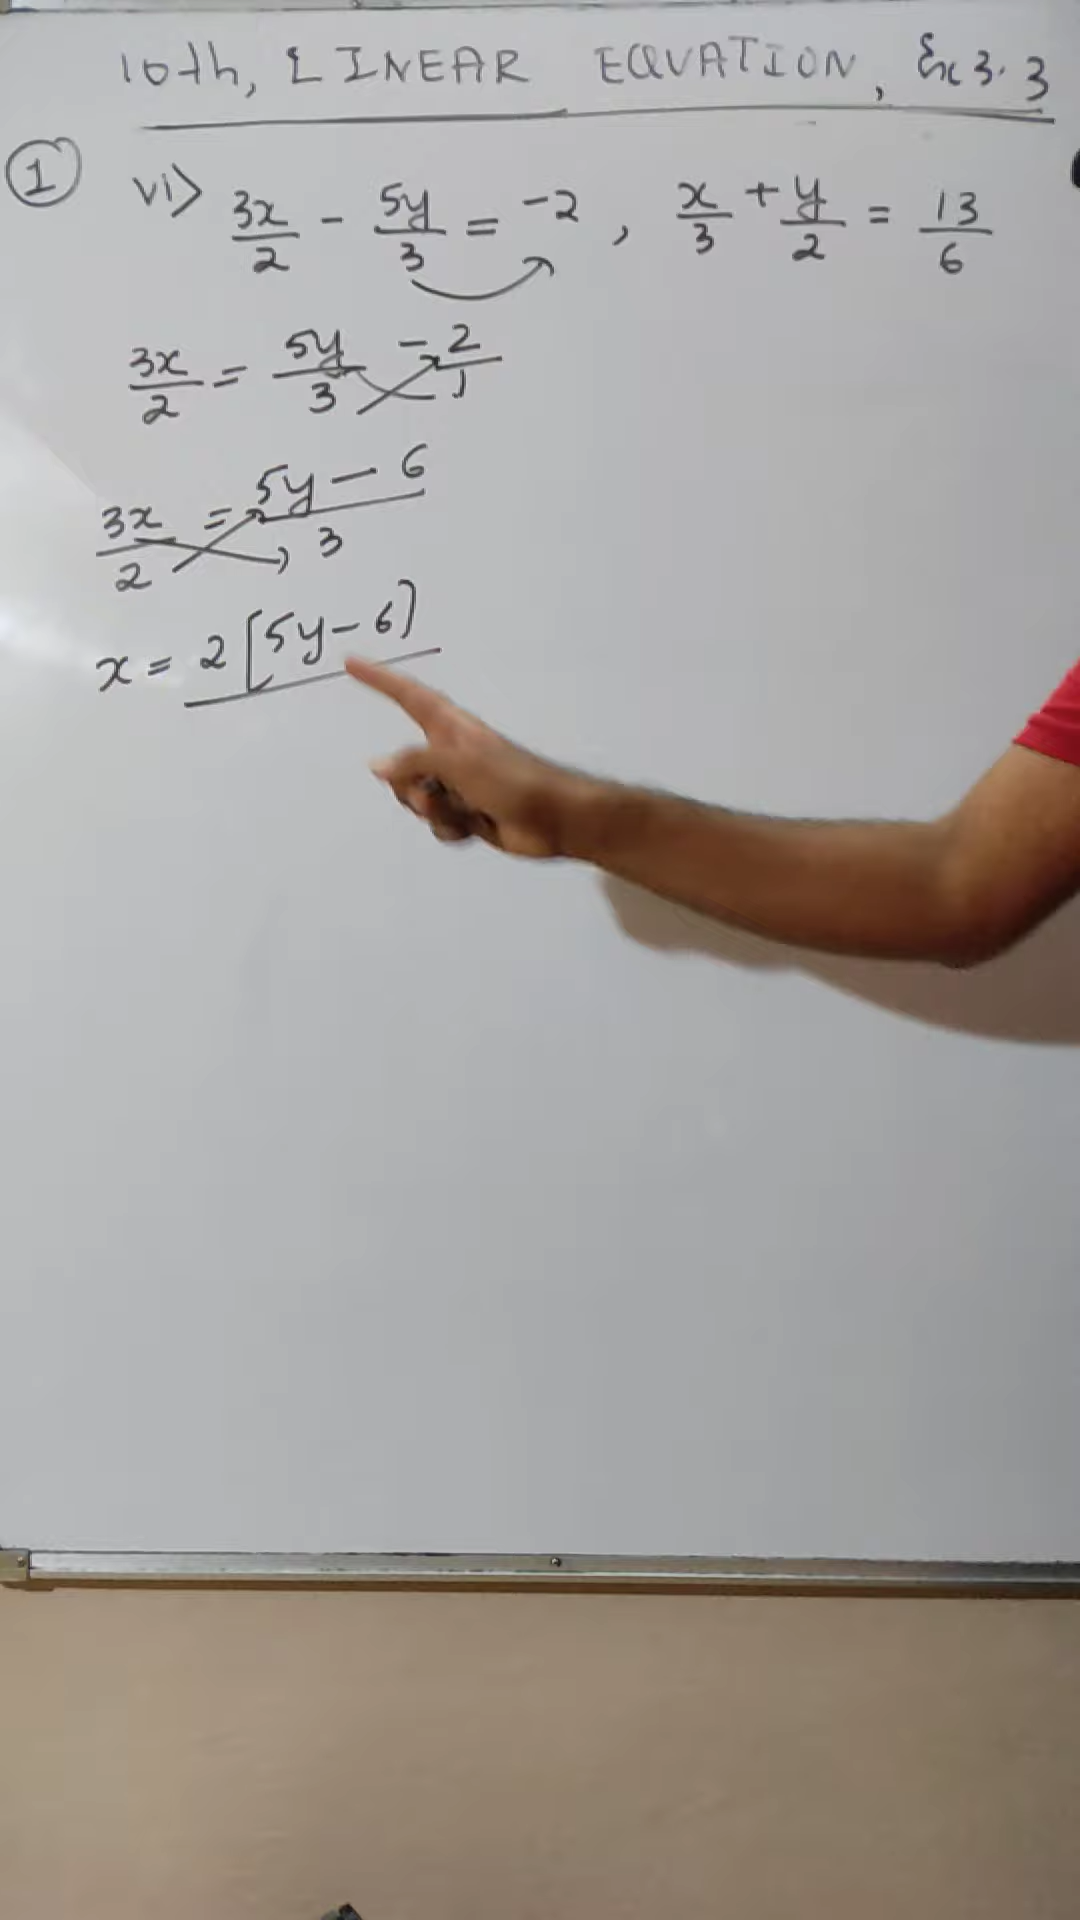 10th, LINEAR EQUATION, Ex 3.3
① vi> 3x/2 - 5y/3 = -2, x/3 + y/2 = 13/6
3x/2 = 5y/3 - 2/1
3x/2 = 5y-6/3
x = 2[5y-6]